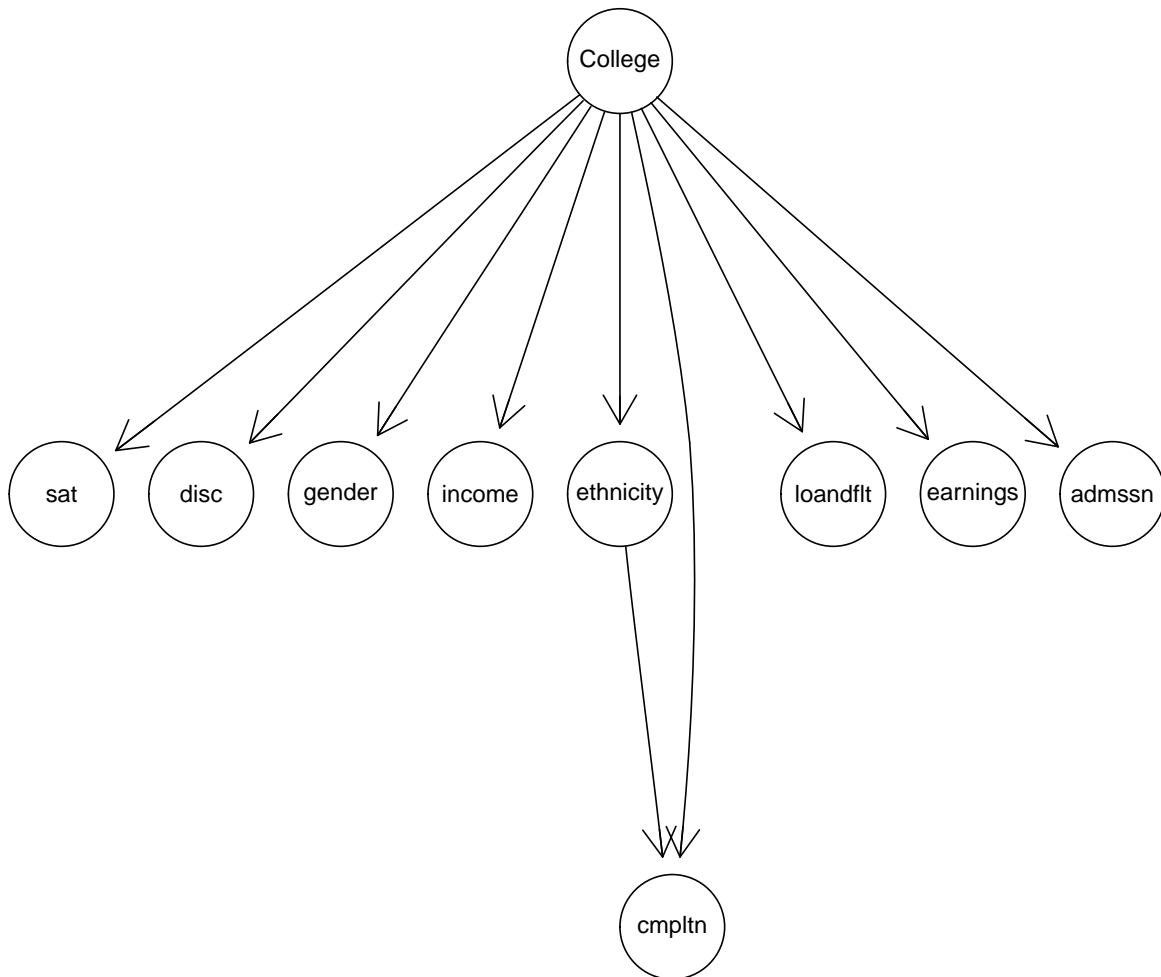 College
sat
disc
gender
income
ethnicity
loandflt
earnings
admssn
cmpltn